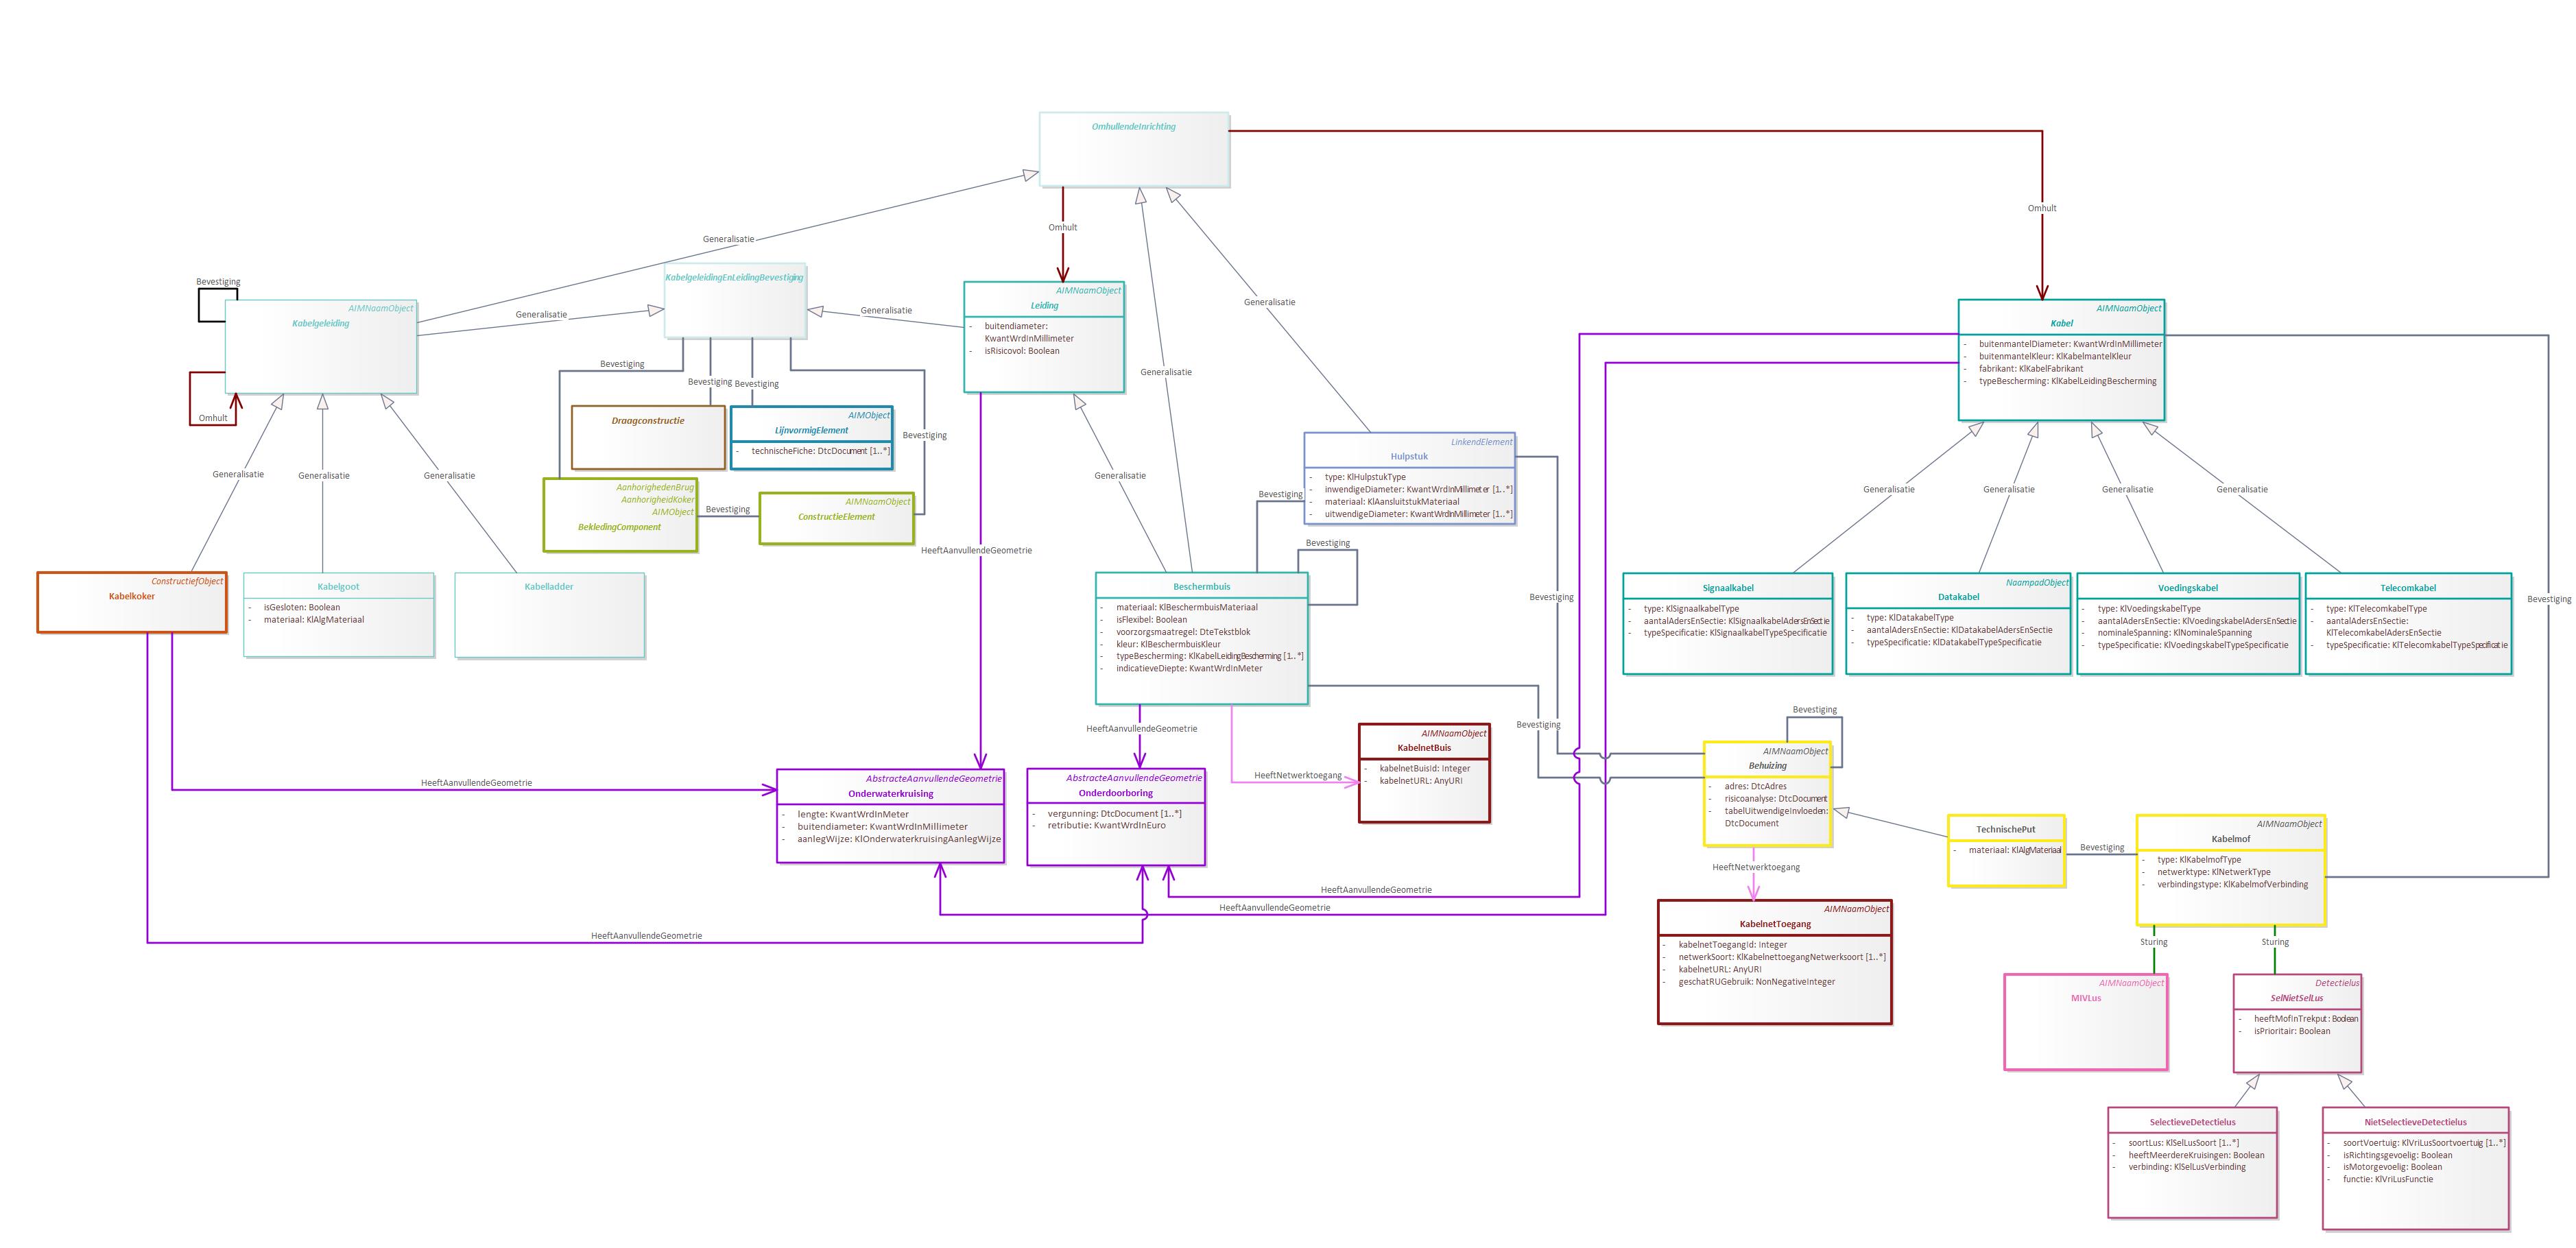 OmhullendeInrichting
Omhult
Omhult
Generalisatie
KabelgeleidingEnLeidingBevestiging
Bevestiging
AIMNaamObject
Kabelgeleiding
Omhult
Generalisatie
Generalisatie
AIMNaamObject
Leiding
- buitendiameter:
KwantWrdInMillimeter
- isRisicovol: Boolean
Generalisatie
Generalisatie
AIMNaamObject
Kabel
- buitenmantelDiameter: KwantWrdInMillimeter
- buitenmantelKleur: KlKabelmantelKleur
- fabrikant: KlKabelFabrikant
- typeBescherming: KlKabelLeidingBescherming
Bevestiging
Bevestiging
Bevestiging
Bevestiging
Draagconstructie
AIMObject
LijnvormigElement
- technischeFiche: DtcDocument [1..*]
AanhorighedenBrug
AanhorigheidKoker
AIMObject
BekledingComponent
Bevestiging
AIMNaamObject
ConstructieElement
Generalisatie
Generalisatie
Generalisatie
Generalisatie
LinkendElement
Hulpstuk
- type: KlHulpstukType
- inwendigeDiameter: KwantWrdInMillimeter [1..*]
- materiaal: KlAansluitstukMateriaal
- uitwendigeDiameter: KwantWrdInMillimeter [1..*]
Bevestiging
Bevestiging
Bevestiging
Generalisatie
Generalisatie
Generalisatie
Generalisatie
Bevestiging
HeeftAanvullendeGeometrie
ConstructiefObject
Kabelkoker
Kabelgoot
- isGesloten: Boolean
- materiaal: KlAlgMateriaal
Kabelladder
Beschermbuis
- materiaal: KlBeschermbuisMateriaal
- isFlexibel: Boolean
- voorzorgsmaatregel: DteTekstblok
- kleur: KlBeschermbuisKleur
- typeBescherming: KlKabelLeidingBescherming [1..*]
- indicatieveDiepte: KwantWrdInMeter
Signaalkabel
- type: KlSignaalkabelType
- aantalAdersEnSectie: KlSignaalkabelAdersEnSectie
- typeSpecificatie: KlSignaalkabelTypeSpecificatie
NaampadObject
Datakabel
- type: KlDatakabelType
- aantalAdersEnSectie: KlDatakabelAdersEnSectie
- typeSpecificatie: KlDatakabelTypeSpecificatie
Voedingskabel
- type: KlVoedingskabelType
- aantalAdersEnSectie: KlVoedingskabelAdersEnSectie
- nominaleSpanning: KlNominaleSpanning
- typeSpecificatie: KlVoedingskabelTypeSpecificatie
Telecomkabel
- type: KlTelecomkabelType
- aantalAdersEnSectie:
KlTelecomkabelAdersEnSectie
- typeSpecificatie: KlTelecomkabelTypeSpecificatie
HeeftAanvullendeGeometrie
Bevestiging
Bevestiging
AIMNaamObject
KabelnetBuis
- kabelnetBuisId: Integer
- kabelnetURL: AnyURI
HeeftNetwerktoegang
HeeftAanvullendeGeometrie
AbstracteAanvullendeGeometrie
Onderwaterkruising
- lengte: KwantWrdInMeter
- buitendiameter: KwantWrdInMillimeter
- aanlegWijze: KlOnderwaterkruisingAanlegWijze
AbstracteAanvullendeGeometrie
Onderdoorboring
- vergunning: DtcDocument [1..*]
- retributie: KwantWrdInEuro
AIMNaamObject
Behuizing
- adres: DtcAdres
- risicoanalyse: DtcDocument
- tabelUitwendigeInvloeden:
DtcDocument
TechnischePut
- materiaal: KlAlgMateriaal
Bevestiging
AIMNaamObject
Kabelmof
- type: KlKabelmofType
- netwerktype: KlNetwerkType
- verbindingstype: KlKabelmofVerbinding
HeeftNetwerktoegang
HeeftAanvullendeGeometrie
HeeftAanvullendeGeometrie
HeeftAanvullendeGeometrie
AIMNaamObject
KabelnetToegang
- kabelnetToegangId: Integer
- netwerkSoort: KlKabelnettoegangNetwerksoort [1..*]
- kabelnetURL: AnyURI
- geschatRUGebruik: NonNegativeInteger
Sturing
Sturing
AIMNaamObject
MIVLus
Detectielus
SelNietSelLus
- heeftMofInTrekput: Boolean
- isPrioritair: Boolean
SelectieveDetectielus
- soortLus: KlSelLusSoort [1..*]
- heeftMeerdereKruisingen: Boolean
- verbinding: KlSelLusVerbinding
NietSelectieveDetectielus
- soortVoertuig: KlVriLusSoortvoertuig [1..*]
- isRichtingsgevoelig: Boolean
- isMotorgevoelig: Boolean
- functie: KlVriLusFunctie